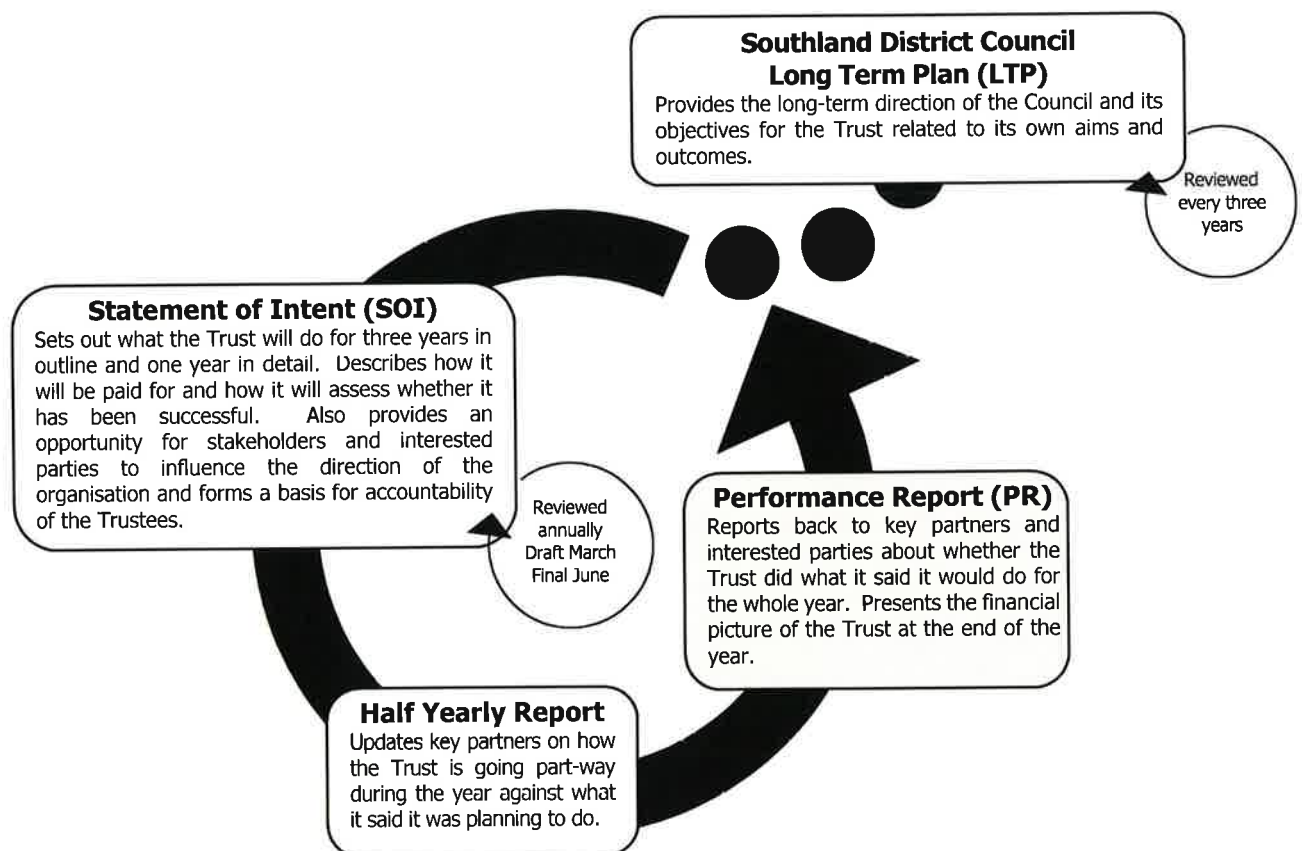 Southland District Council
Long Term Plan (LTP)
Provides the long-term direction of the Council and its
objectives for the Trust related to its own aims and
outcomes.
Reviewed
every three
years
Statement of Intent (SOI)
Sets out what the Trust will do for three years in
outline and one year in detail. Describes how it
will be paid for and how it will assess whether it
has been successful. Also provides an
opportunity for stakeholders and interested
parties to influence the direction of the
organisation and forms a basis for accountability
of the Trustees.
Reviewed
annually
Draft March
Final June
Performance Report (PR)
Reports back to key partners and
interested parties about whether the
Trust did what it said it would do for
the whole year. Presents the financial
picture of the Trust at the end of the
year.
Half Yearly Report
Updates key partners on how
the Trust is going part-way
during the year against what
it said it was planning to do.